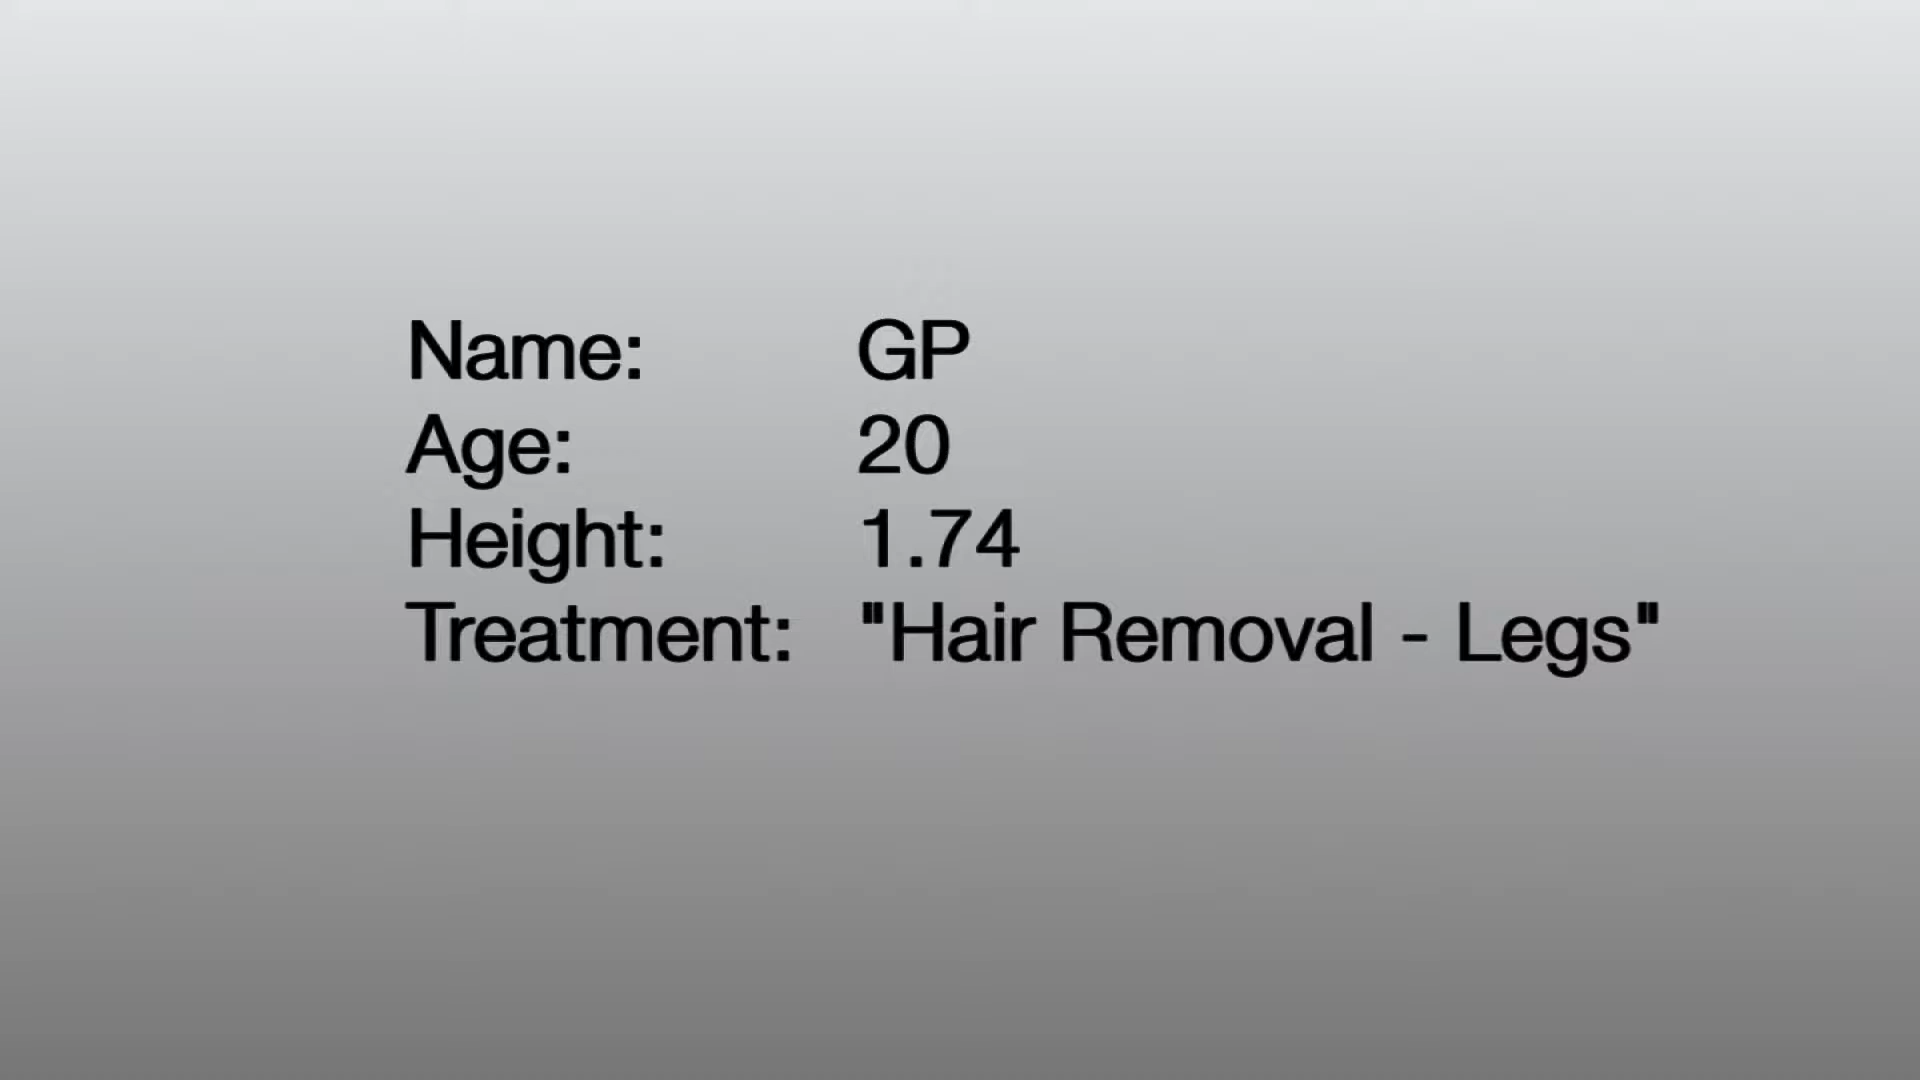 Name: GP
Age: 20
Height: 1.74
Treatment: "Hair Removal - Legs"